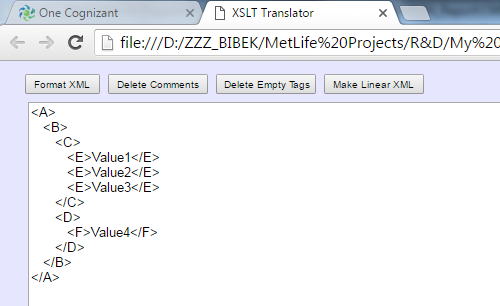 One Cognizant
XSLT Translator
file:///D:/ZZZ_BIBEK/MetLife%20Projects/R&D/My%20
Format XML
Delete Comments
Delete Empty Tags
Make Linear XML
<A>
<B>
<C>
<E>Value1</E>
<E>Value2</E>
<E>Value3</E>
</C>
<D>
<F>Value4</F>
</D>
</B>
</A>